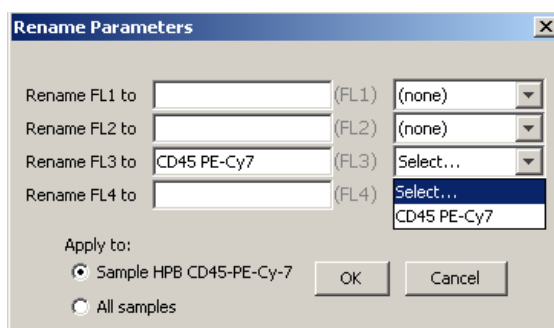 Rename Parameters
Rename FL1 to (FL1) (none)
Rename FL2 to (FL2) (none)
Rename FL3 to CD45 PE-Cy7 (FL3) Select...
Rename FL4 to (FL4) Select...
CD45 PE-Cy7
Apply to:
Sample HPB CD45-PE-Cy-7 OK Cancel
All samples